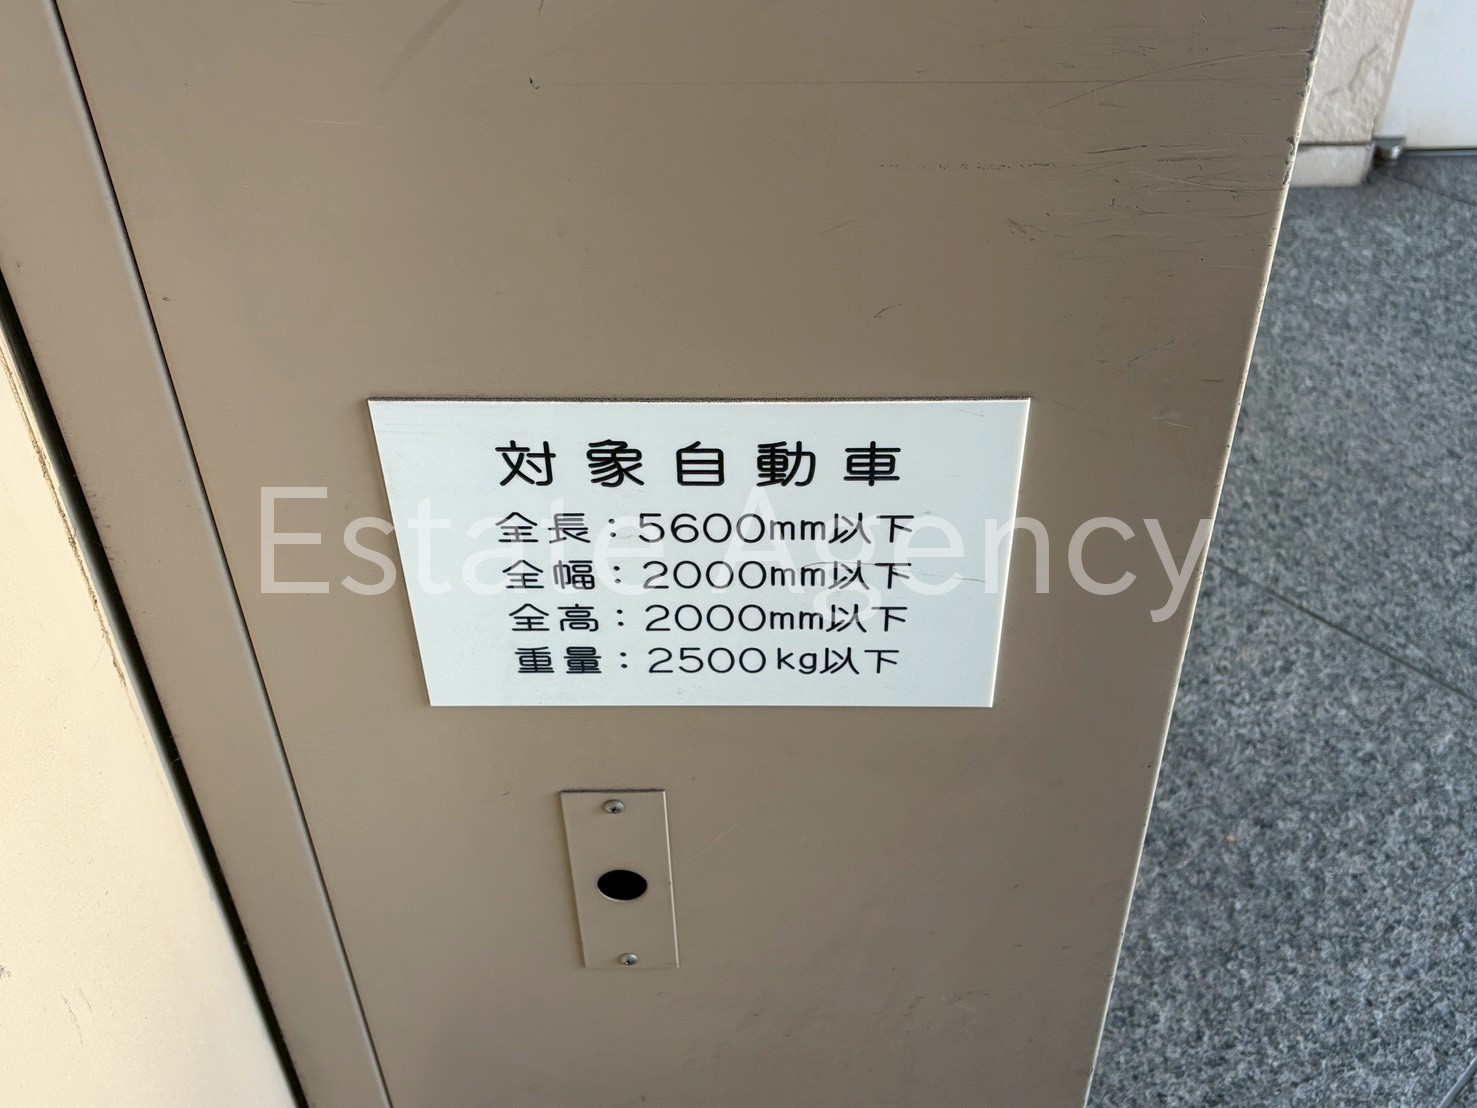 対象自動車
全長：5600mm以下
全幅：2000mm以下
全高：2000mm以下
重量：2500kg以下
Estate Agency